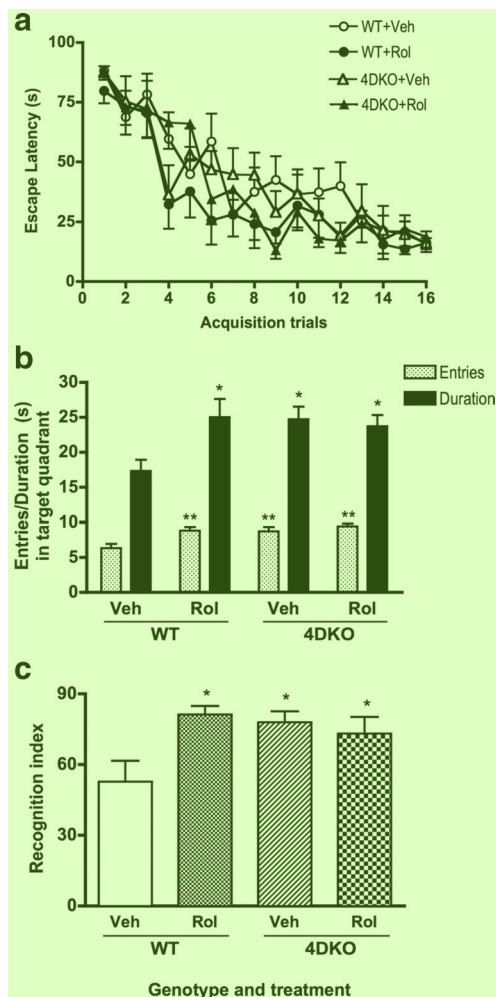 a
WT+Veh
WT+Rol
4DKO+Veh
4DKO+Rol
Escape Latency (s)
100
75
50
25
0
0 2 4 6 8 10 12 14 16
Acquisition trials
b
Entries
Duration
Entries/Duration (s)
in target quadrant
30
25
20
15
10
5
0
* * *
** ** **
Veh Rol Veh Rol
WT 4DKO
c
Recognition index
90
60
30
0
* * *
Veh Rol Veh Rol
WT 4DKO
Genotype and treatment